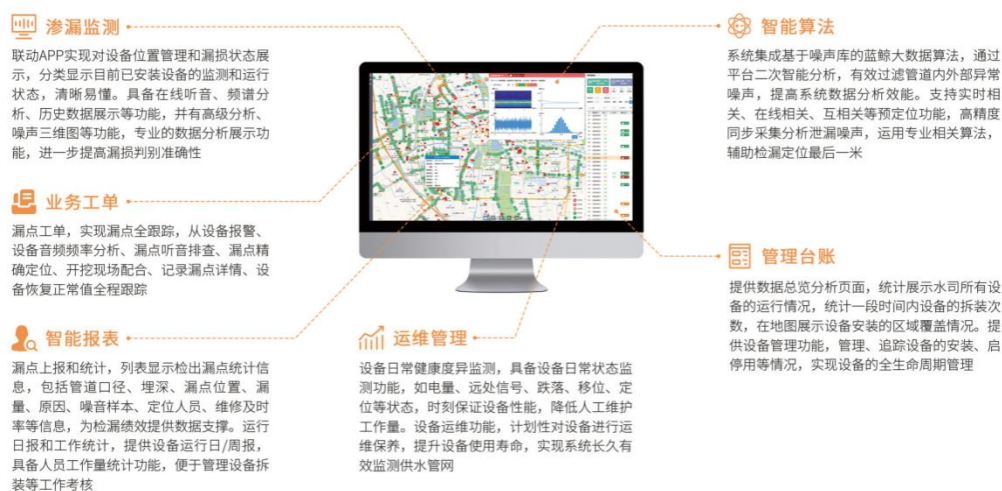 渗漏监测
联动APP实现对设备位置管理和漏损状态展
示，分类显示目前已安装设备的监测和运行
状态，清晰易懂。具备在线听音、频谱分
析、历史数据展示等功能，并有高级分析、
噪声三维图等功能，专业的数据分析展示功
能，进一步提高漏损判别准确性
业务工单
漏点工单，实现漏点全跟踪，从设备报警、
设备音频频率分析、漏点听音排查、漏点精
确定位、开挖现场配合、记录漏点详情、设
备恢复正常值全程跟踪
智能报表
漏点上报和统计，列表显示检出漏点统计信
息，包括管道口径、埋深、漏点位置、漏
量、原因、噪音样本、定位人员、维修及时
率等信息，为检漏绩效提供数据支撑。运行
日报和工作统计，提供设备运行日/周报，
具备人员工作量统计功能，便于管理设备拆
装等工作考核
运维管理
设备日常健康度异监测，具备设备日常状态监
测功能，如电量、远处信号、跌落、移位、定
位等状态，时刻保证设备性能，降低人工维护
工作量。设备运维功能，计划性对设备进行运
维保养，提升设备使用寿命，实现系统长久有
效监测供水管网
智能算法
系统集成基于噪声库的蓝鲸大数据算法，通过
平台二次智能分析，有效过滤管道内外部异常
噪声，提高系统数据分析效能。支持实时相
关、在线相关、互相关等预定位功能，高精度
同步采集分析泄漏噪声，运用专业相关算法，
辅助检漏定位最后一米
管理台账
提供数据总览分析页面，统计展示水司所有设
备的运行情况，统计一段时间内设备的拆装次
数，在地图展示设备安装的区域覆盖情况。提
供设备管理功能，管理、追踪设备的安装、启
停用等情况，实现设备的全生命周期管理